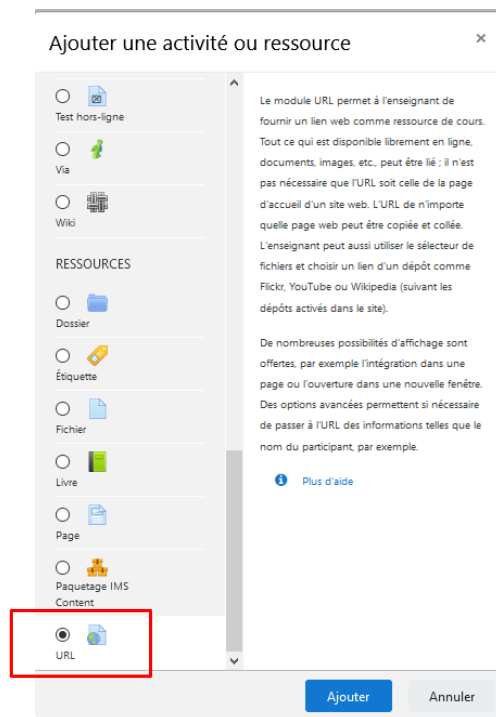 Ajouter une activité ou ressource
×
Test hors-ligne
Via
Wiki
RESSOURCES
Dossier
Étiquette
Fichier
Livre
Page
Paquetage IMS
Content
URL
Le module URL permet à l'enseignant de
fournir un lien web comme ressource de cours.
Tout ce qui est disponible librement en ligne,
documents, images, etc., peut être lié ; il n'est
pas nécessaire que l'URL soit celle de la page
d'accueil d'un site web. L'URL de n'importe
quelle page web peut être copiée et collée.
L'enseignant peut aussi utiliser le sélecteur de
fichiers et choisir un lien d'un dépôt comme
Flickr, YouTube ou Wikipedia (suivant les
dépôts activés dans le site).
De nombreuses possibilités d'affichage sont
offertes, par exemple l'intégration dans une
page ou l'ouverture dans une nouvelle fenêtre.
Des options avancées permettent si nécessaire
de passer à l'URL des informations telles que le
nom du participant, par exemple.
Plus d'aide
Ajouter
Annuler